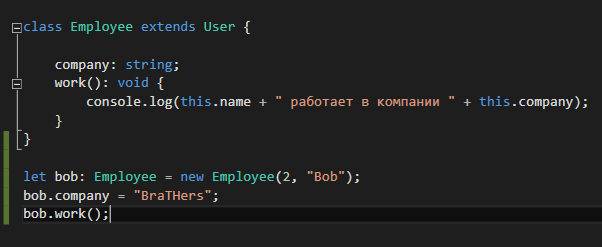 class Employee extends User {
company: string;
work(): void {
console.log(this.name + " работает в компании " + this.company);
}
}
let bob: Employee = new Employee(2, "Bob");
bob.company = "BraTHers";
bob.work();